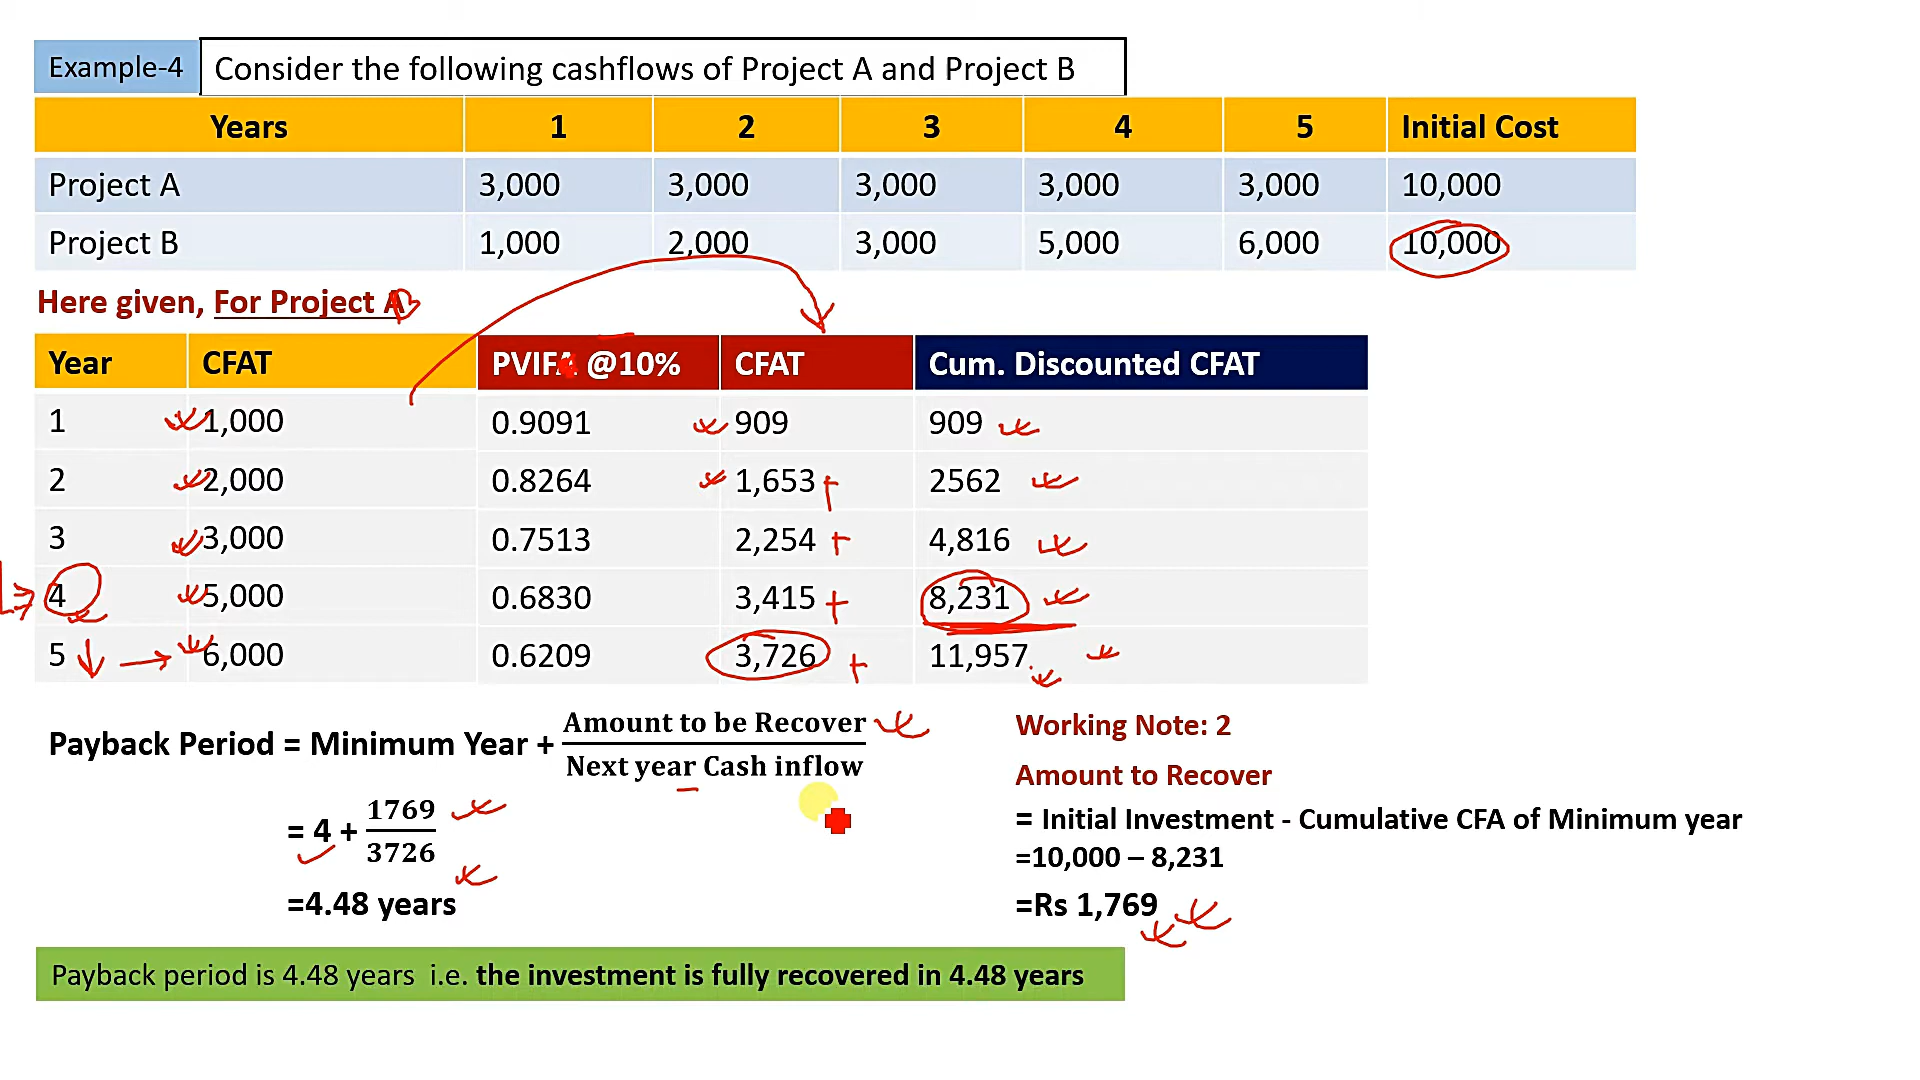 Example-4 Consider the following cashflows of Project A and Project B
Years 1 2 3 4 5 Initial Cost
Project A 3,000 3,000 3,000 3,000 3,000 10,000
Project B 1,000 2,000 3,000 5,000 6,000 10,000
Here given, For Project A B
Year CFAT PVIF @10% CFAT Cum. Discounted CFAT
1 1,000 0.9091 909 909
2 2,000 0.8264 1,653 2562
3 3,000 0.7513 2,254 4,816
4 5,000 0.6830 3,415 8,231
5 6,000 0.6209 3,726 11,957
Payback Period = Minimum Year + Amount to be Recover / Next year Cash inflow
= 4 + 1769 / 3726
=4.48 years
Working Note: 2
Amount to Recover
= Initial Investment - Cumulative CFA of Minimum year
=10,000 – 8,231
=Rs 1,769
Payback period is 4.48 years i.e. the investment is fully recovered in 4.48 years